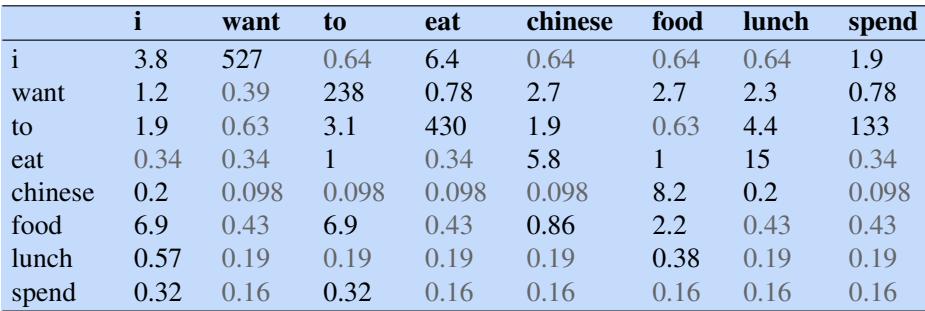 i want to eat chinese food lunch spend
i 3.8 527 0.64 6.4 0.64 0.64 0.64 1.9
want 1.2 0.39 238 0.78 2.7 2.7 2.3 0.78
to 1.9 0.63 3.1 430 1.9 0.63 4.4 133
eat 0.34 0.34 1 0.34 5.8 1 15 0.34
chinese 0.2 0.098 0.098 0.098 0.098 8.2 0.2 0.098
food 6.9 0.43 6.9 0.43 0.86 2.2 0.43 0.43
lunch 0.57 0.19 0.19 0.19 0.19 0.38 0.19 0.19
spend 0.32 0.16 0.32 0.16 0.16 0.16 0.16 0.16